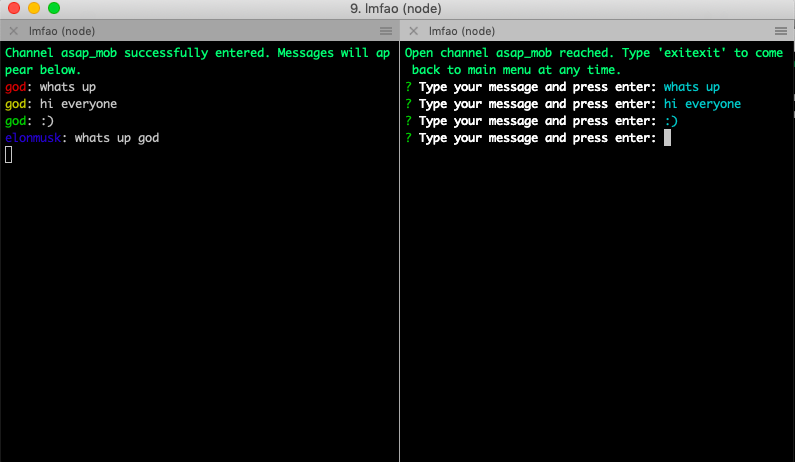 9. lmfao (node)
lmfao (node)
Channel asap_mob successfully entered. Messages will ap
pear below.
god: whats up
god: hi everyone
god: :)
elonmusk: whats up god
lmfao (node)
Open channel asap_mob reached. Type 'exitexit' to come
back to main menu at any time.
? Type your message and press enter: whats up
? Type your message and press enter: hi everyone
? Type your message and press enter: :)
? Type your message and press enter: